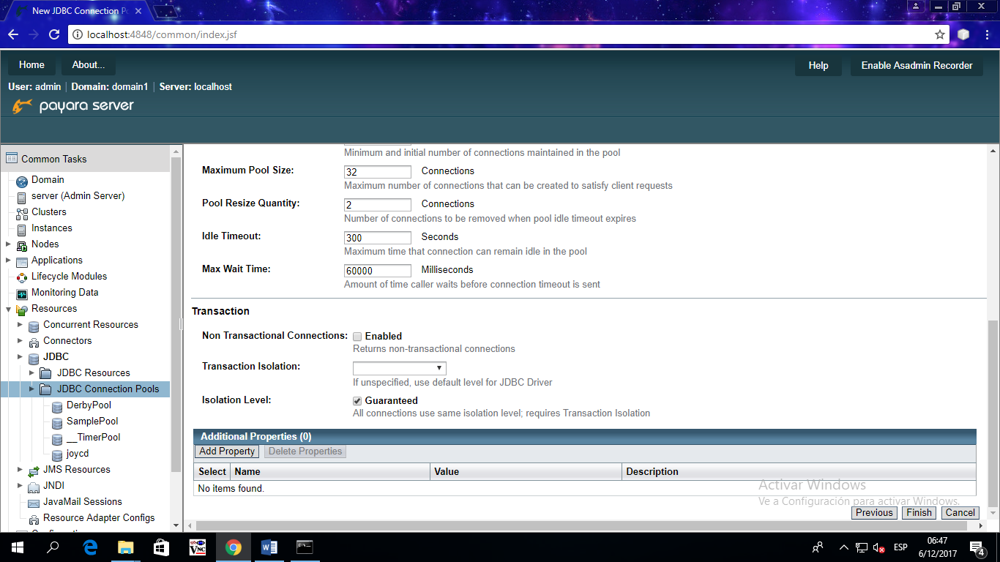 New JDBC Connection P
localhost:4848/common/index.jsf
Home
About...
Help
Enable Asadmin Recorder
User: admin | Domain: domain1 | Server: localhost
payara server
Common Tasks
Domain
server (Admin Server)
Clusters
Instances
Nodes
Applications
Lifecycle Modules
Monitoring Data
Resources
Concurrent Resources
Connectors
JDBC
JDBC Resources
JDBC Connection Pools
DerbyPool
SamplePool
__TimerPool
joycd
JMS Resources
JNDI
JavaMail Sessions
Resource Adapter Configs
Minimum and initial number of connections maintained in the pool
Maximum Pool Size: 32 Connections
Maximum number of connections that can be created to satisfy client requests
Pool Resize Quantity: 2 Connections
Number of connections to be removed when pool idle timeout expires
Idle Timeout: 300 Seconds
Maximum time that connection can remain idle in the pool
Max Wait Time: 60000 Milliseconds
Amount of time caller waits before connection timeout is sent
Transaction
Non Transactional Connections: Enabled
Returns non-transactional connections
Transaction Isolation:
If unspecified, use default level for JDBC Driver
Isolation Level: Guaranteed
All connections use same isolation level; requires Transaction Isolation
Additional Properties (0)
Add Property Delete Properties
Select Name Value Description
No items found.
Activar Windows
Ve a Configuración para activar Windows.
Previous Finish Cancel
VNC
ESP
06:47
6/12/2017
4